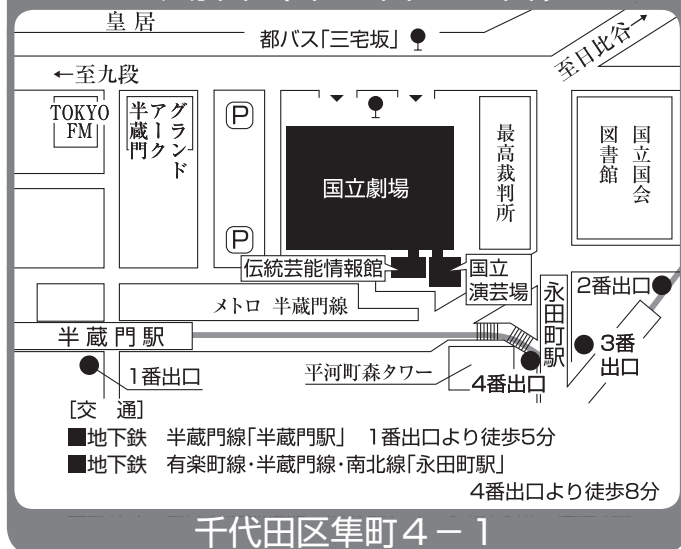 皇居
都バス「三宅坂」
至日比谷→
←至九段
TOKYO
FM
グランド
アーク
半蔵門
P
国立劇場
最高裁判所
国立国会
図書館
P
伝統芸能情報館
国立
演芸場
永田町駅
2番出口
メトロ 半蔵門線
半蔵門駅
3番
出口
1番出口
平河町森タワー
4番出口
[交 通]
■地下鉄 半蔵門線「半蔵門駅」 1番出口より徒歩5分
■地下鉄 有楽町線・半蔵門線・南北線「永田町駅」
4番出口より徒歩8分
千代田区隼町4−1